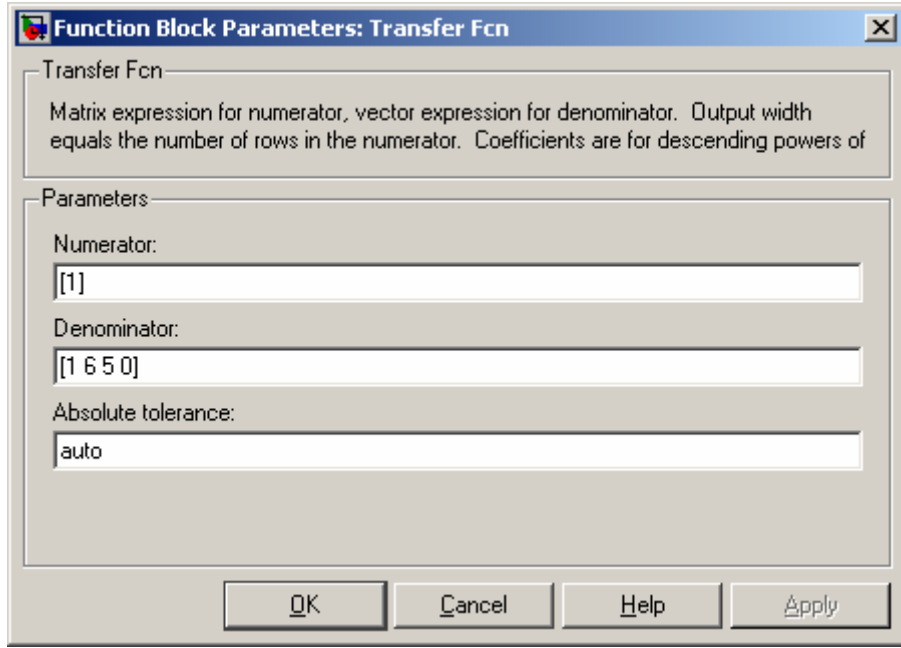 Function Block Parameters: Transfer Fcn
Transfer Fcn
Matrix expression for numerator, vector expression for denominator.  Output width
equals the number of rows in the numerator.  Coefficients are for descending powers of
Parameters
Numerator:
[1]
Denominator:
[1 6 5 0]
Absolute tolerance:
auto
OK Cancel Help Apply